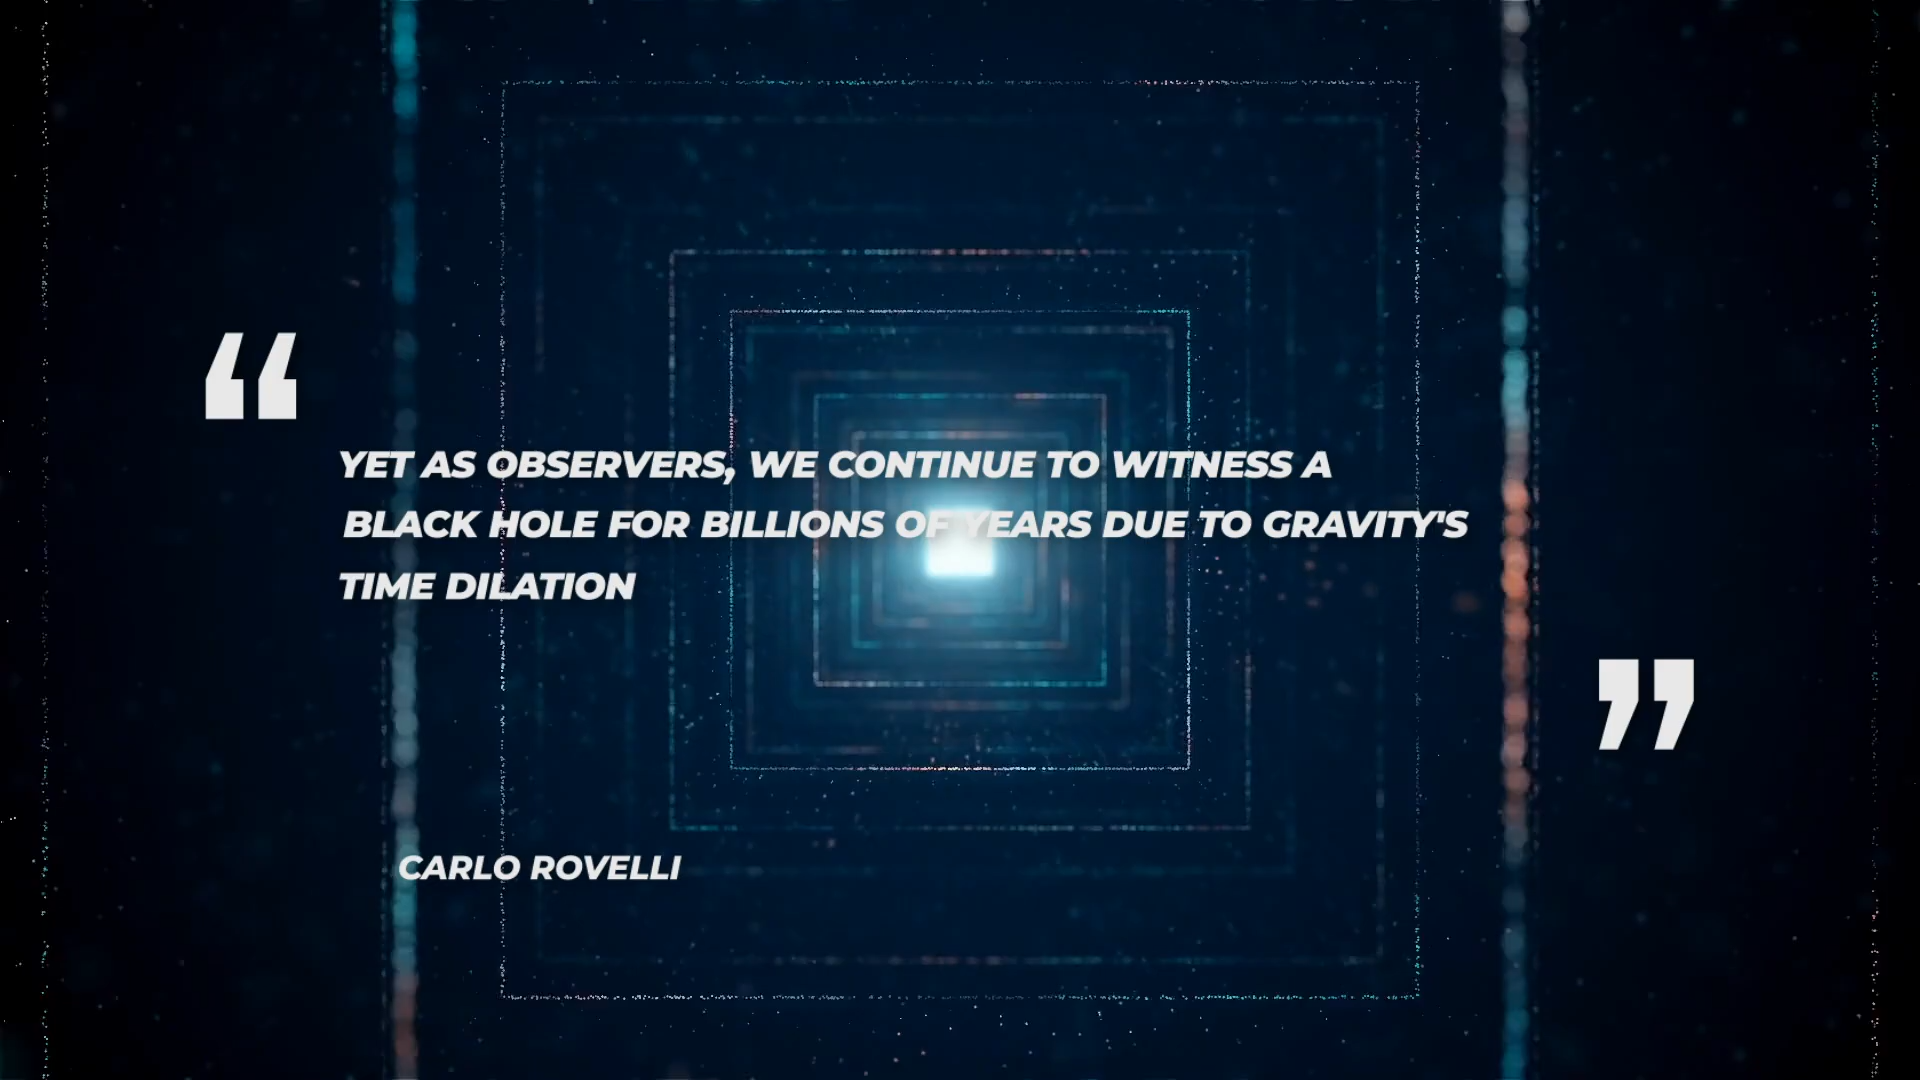 “
YET AS OBSERVERS, WE CONTINUE TO WITNESS A
BLACK HOLE FOR BILLIONS OF YEARS DUE TO GRAVITY'S
TIME DILATION
”
CARLO ROVELLI